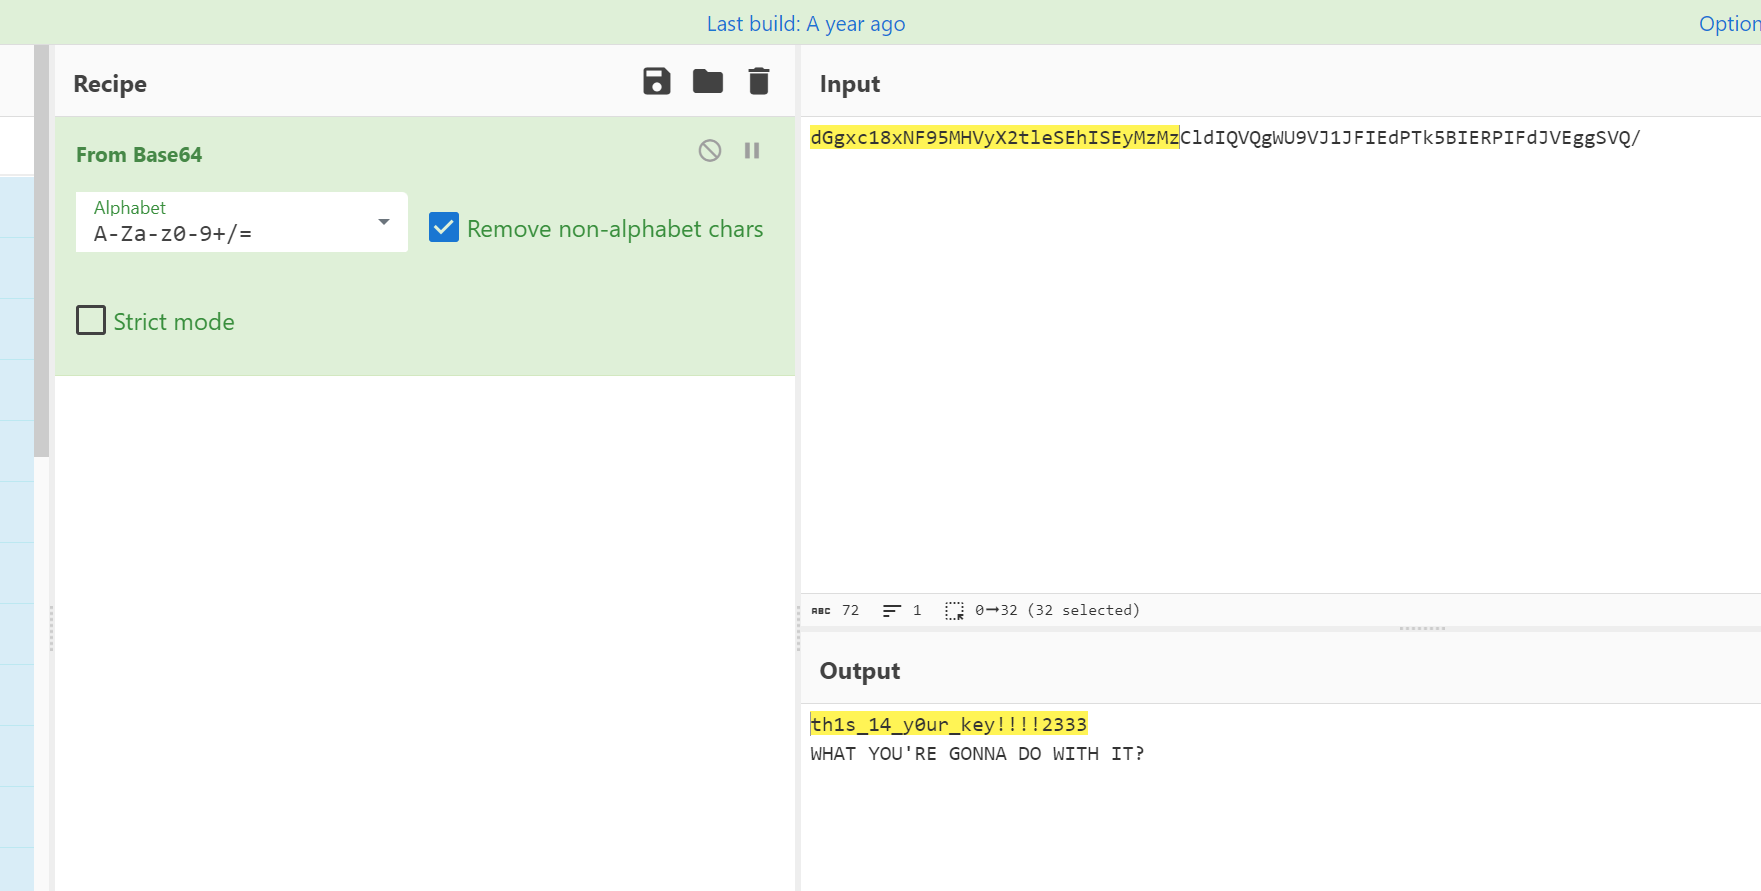 Last build: A year ago
Option
Recipe
From Base64
Alphabet
A-Za-z0-9+/=
Remove non-alphabet chars
Strict mode
Input
dGgxc18xNF95MHVyX2tleSEhISEyMzMzCldIQVQgWU9VJ1JFIEdPTk5BIERPIFdJVEggSVQ/
ABC 72
1
0→32 (32 selected)
Output
th1s_14_y0ur_key!!!!2333
WHAT YOU'RE GONNA DO WITH IT?